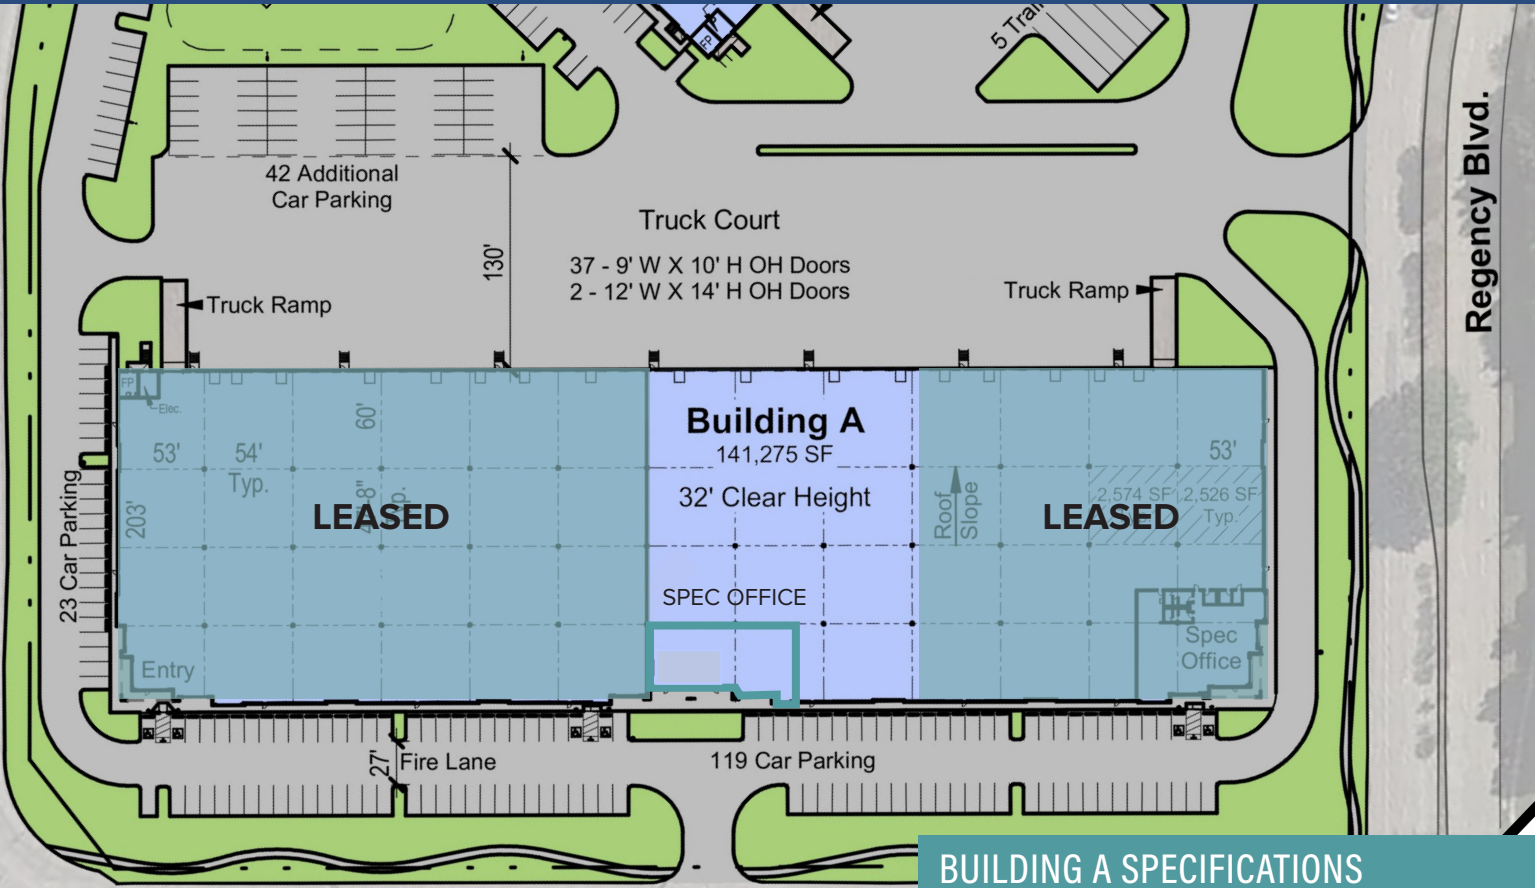 5 Trai
FP
42 Additional
Car Parking
130'
Truck Court
37 - 9' W X 10' H OH Doors
2 - 12' W X 14' H OH Doors
Truck Ramp
Truck Ramp
Regency Blvd.
FP
Elec.
53'
54'
Typ.
60'
203'
LEASED
23 Car Parking
Building A
141,275 SF
32' Clear Height
SPEC OFFICE
Roof
Slope
53'
2,574 SF
2,526 SF
Typ.
LEASED
Entry
Spec
Office
27'
Fire Lane
119 Car Parking
BUILDING A SPECIFICATIONS